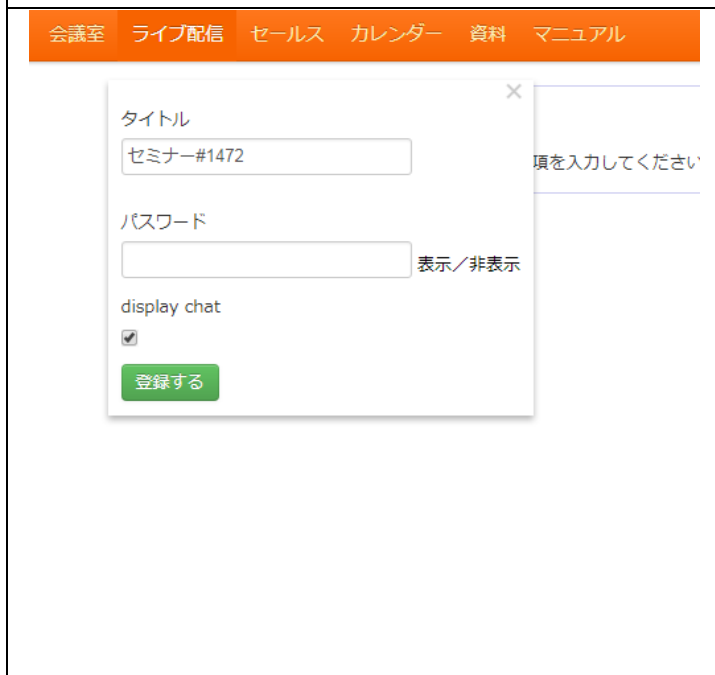 会議室 ライブ配信 セールス カレンダー 資料 マニュアル
×
タイトル
セミナー#1472
項を入力してください
パスワード
表示/非表示
display chat
登録する